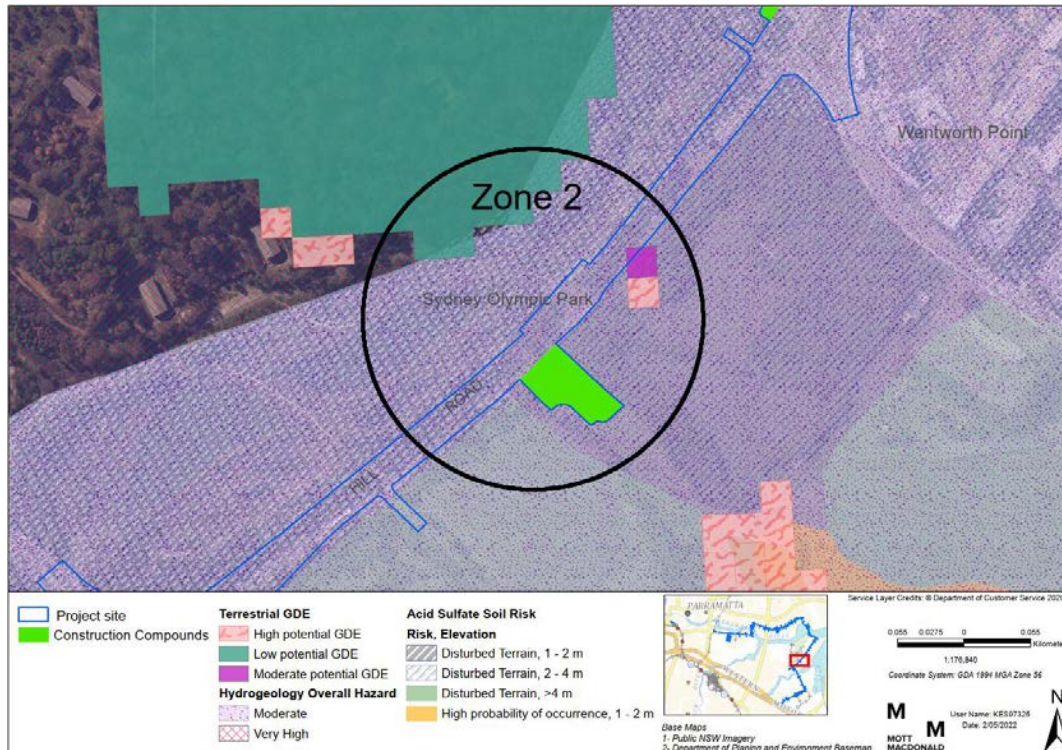 Zone 2
Wentworth Point
Sydney Olympic Park
HILL ROAD
Project site
Construction Compounds
Terrestrial GDE
High potential GDE
Low potential GDE
Moderate potential GDE
Hydrogeology Overall Hazard
Moderate
Very High
Acid Sulfate Soil Risk
Risk, Elevation
Disturbed Terrain, 1 - 2 m
Disturbed Terrain, 2 - 4 m
Disturbed Terrain, >4 m
High probability of occurrence, 1 - 2 m
PARRAMATTA
WESTERN
Base Maps
1- Public NSW Imagery
2- Department of Planing and Environment Basemap
Service Layer Credits: © Department of Customer Service 2020
0.055 0.0275 0 0.055
Kilometers
1:176,840
Coordinate System: GDA 1994 MGA Zone 56
M
M
MOTT
MACDONALD
User Name: KES97326
Date: 2/05/2022
N